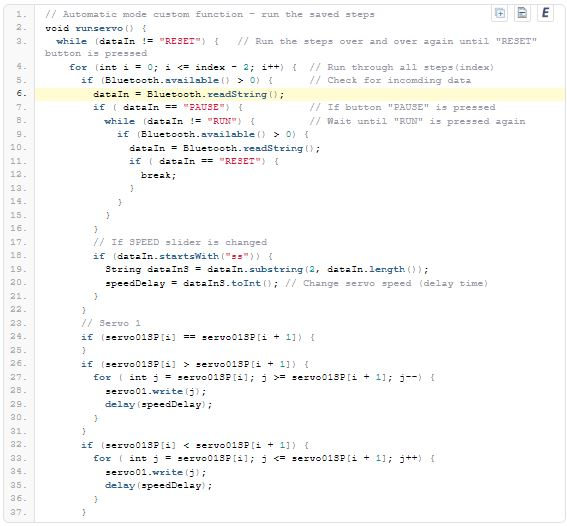 E
1. // Automatic mode custom function - run the saved steps
2. void runservo() {
3. while (dataIn != "RESET") { // Run the steps over and over again until "RESET"
button is pressed
4. for (int i = 0; i <= index - 2; i++) { // Run through all steps(index)
5. if (Bluetooth.available() > 0) { // Check for incomding data
6. dataIn = Bluetooth.readString();
7. if ( dataIn == "PAUSE") { // If button "PAUSE" is pressed
8. while (dataIn != "RUN") { // Wait until "RUN" is pressed again
9. if (Bluetooth.available() > 0) {
10. dataIn = Bluetooth.readString();
11. if ( dataIn == "RESET") {
12. break;
13. }
14. }
15. }
16. }
17. // If SPEED slider is changed
18. if (dataIn.startsWith("ss")) {
19. String dataInS = dataIn.substring(2, dataIn.length());
20. speedDelay = dataInS.toInt(); // Change servo speed (delay time)
21. }
22. }
23. // Servo 1
24. if (servo01SP[i] == servo01SP[i + 1]) {
25. }
26. if (servo01SP[i] > servo01SP[i + 1]) {
27. for ( int j = servo01SP[i]; j >= servo01SP[i + 1]; j--) {
28. servo01.write(j);
29. delay(speedDelay);
30. }
31. }
32. if (servo01SP[i] < servo01SP[i + 1]) {
33. for ( int j = servo01SP[i]; j <= servo01SP[i + 1]; j++) {
34. servo01.write(j);
35. delay(speedDelay);
36. }
37. }